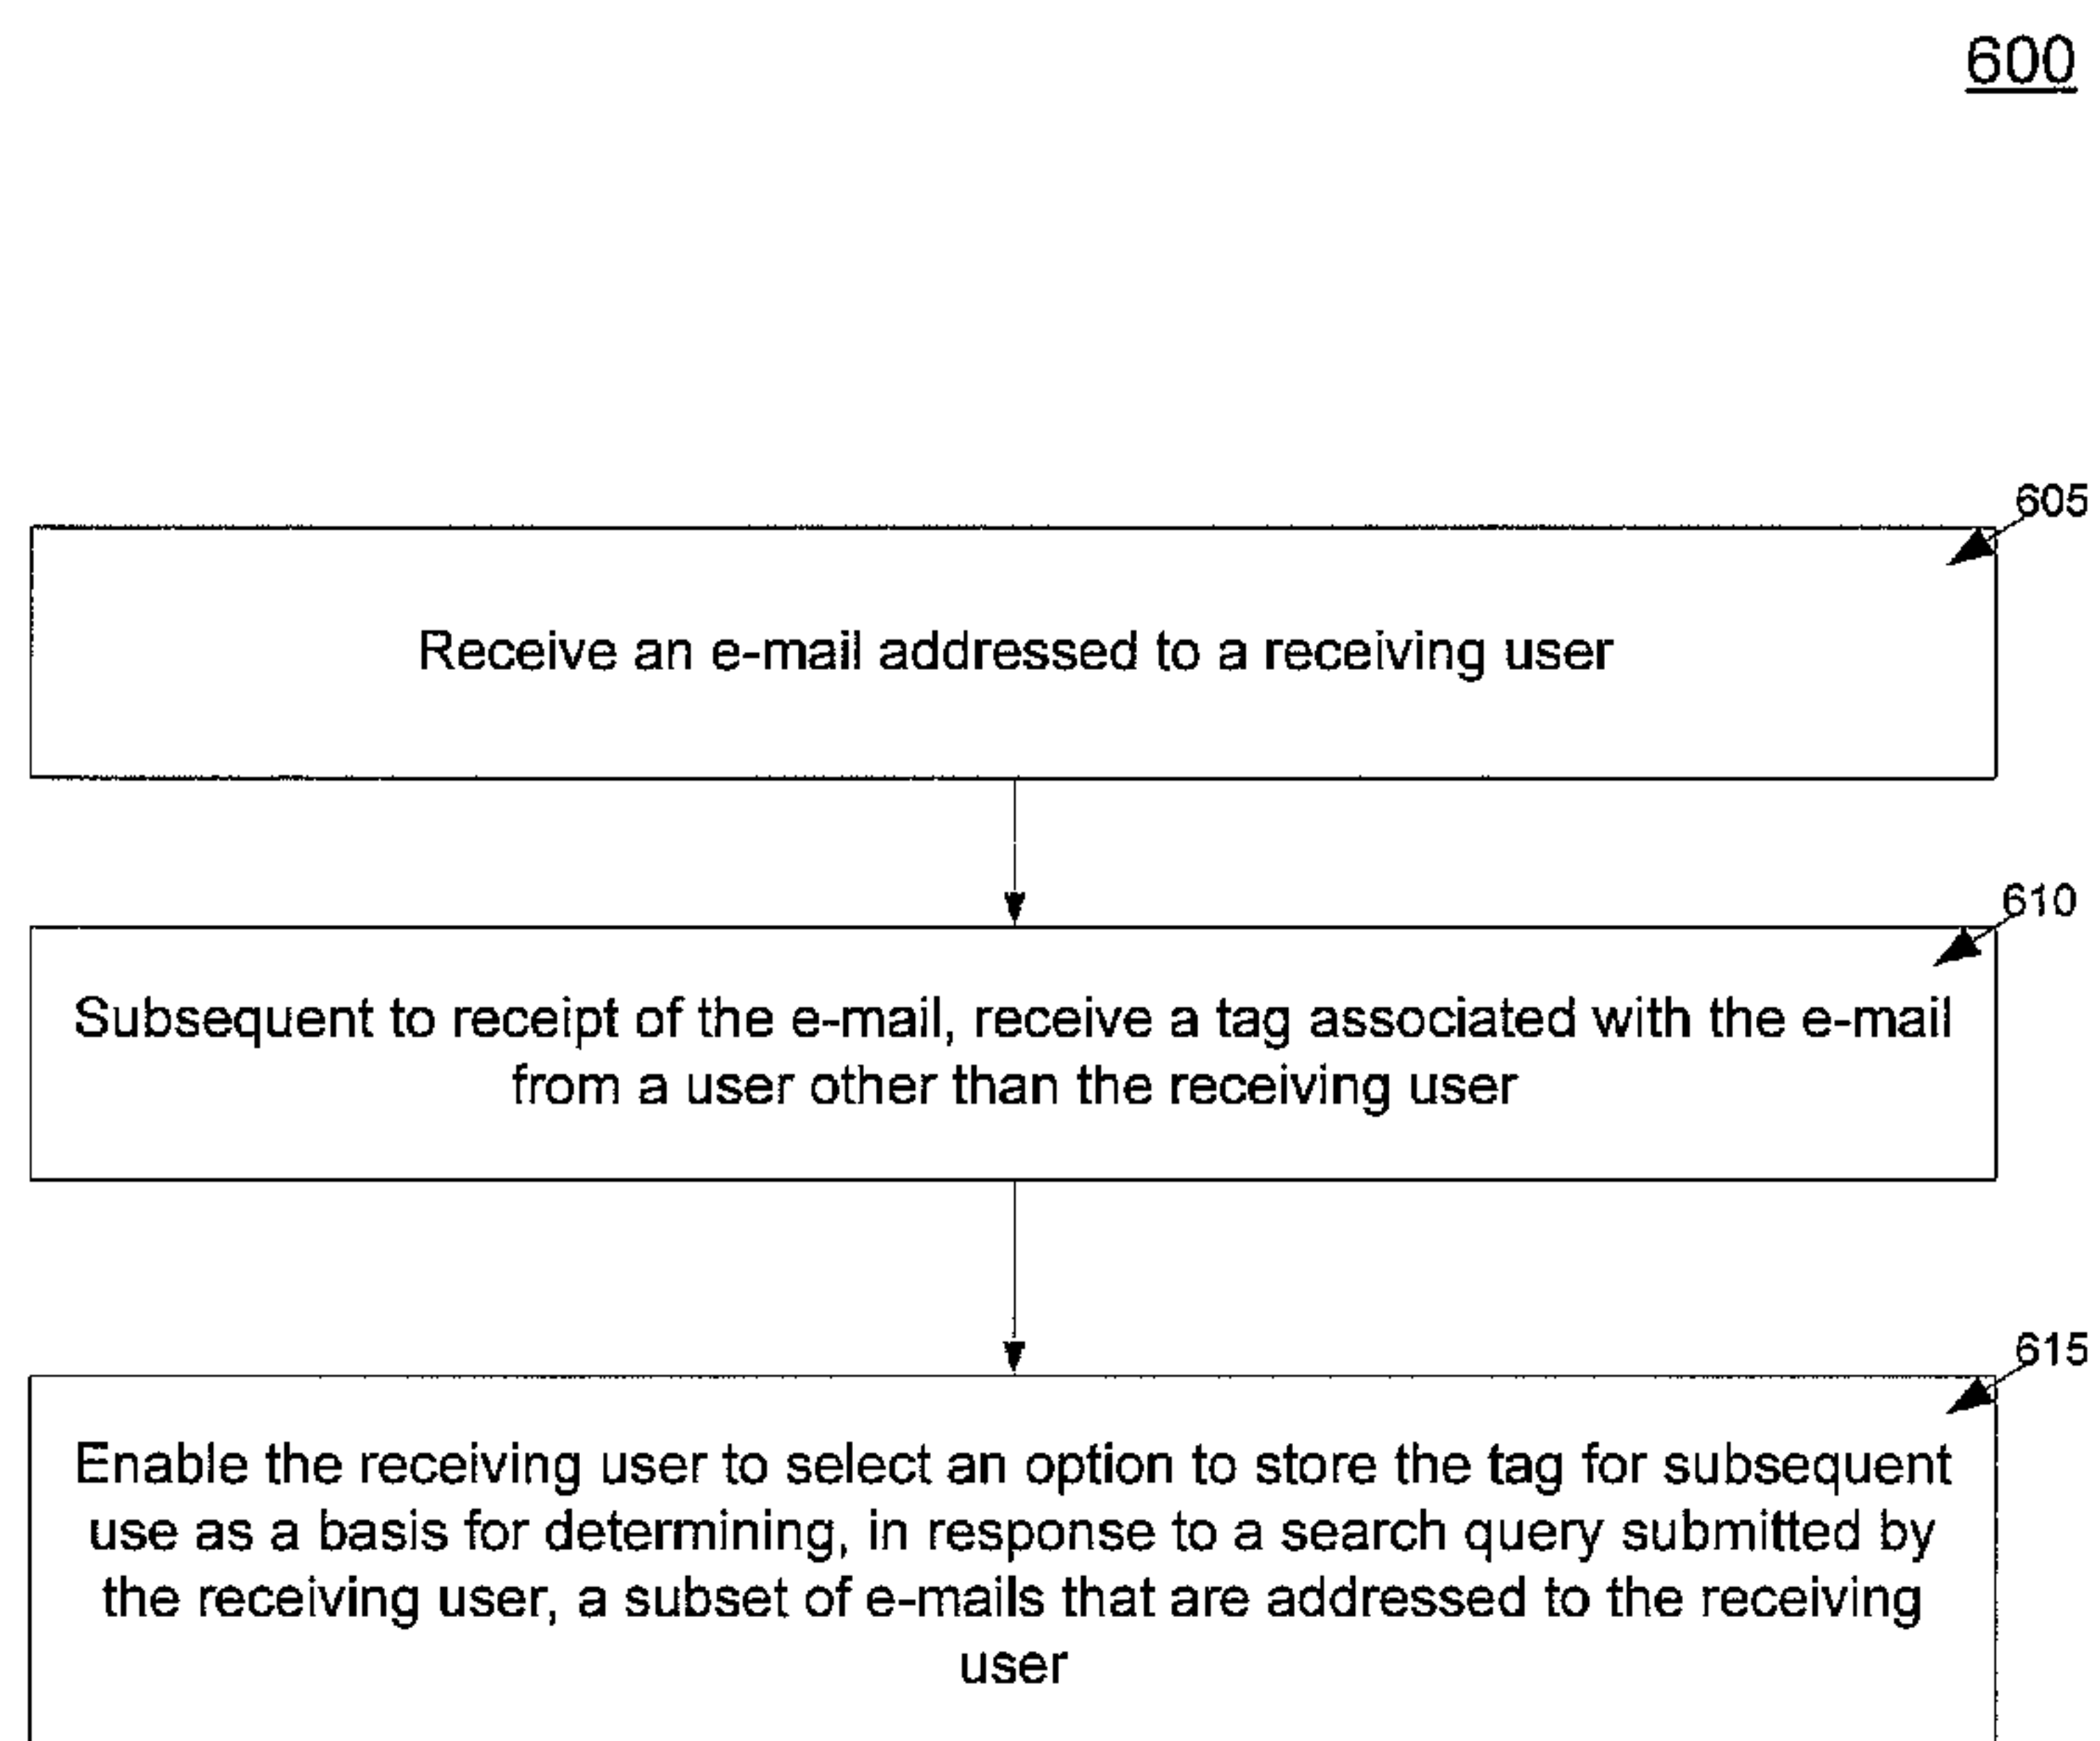 600
605
Receive an e-mail addressed to a receiving user
610
Subsequent to receipt of the e-mail, receive a tag associated with the e-mail
from a user other than the receiving user
615
Enable the receiving user to select an option to store the tag for subsequent
use as a basis for determining, in response to a search query submitted by
the receiving user, a subset of e-mails that are addressed to the receiving
user